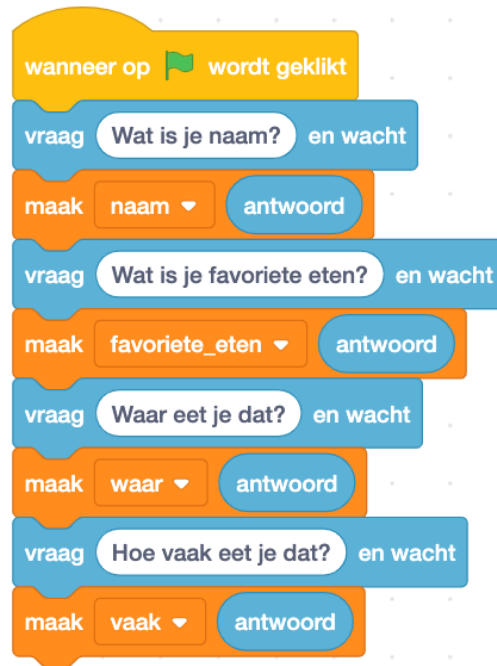 wanneer op wordt geklikt
vraag Wat is je naam? en wacht
maak naam antwoord
vraag Wat is je favoriete eten? en wacht
maak favoriete_eten antwoord
vraag Waar eet je dat? en wacht
maak waar antwoord
vraag Hoe vaak eet je dat? en wacht
maak vaak antwoord